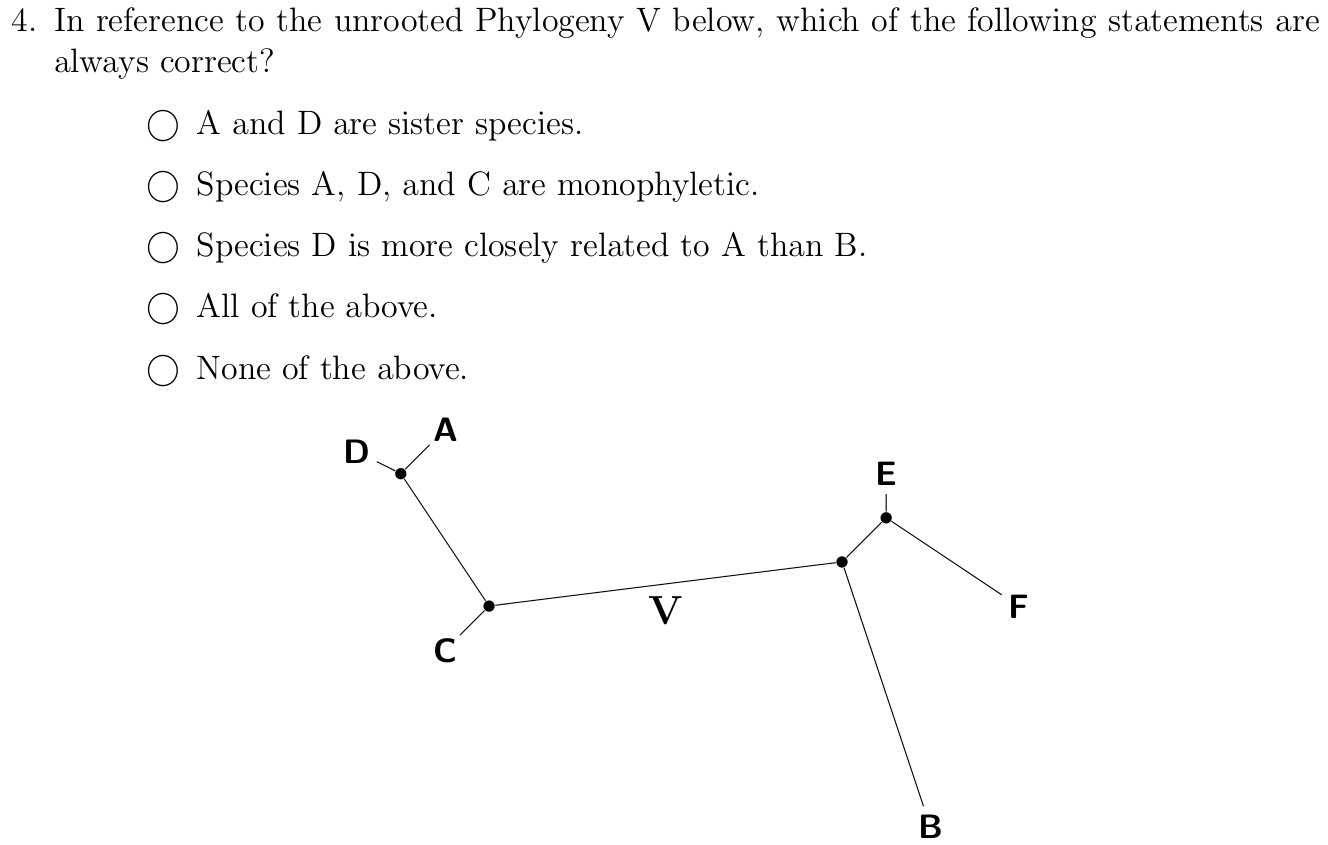 4. In reference to the unrooted Phylogeny V below, which of the following statements are
always correct?
A and D are sister species.
Species A, D, and C are monophyletic.
Species D is more closely related to A than B.
All of the above.
None of the above.
A
D
E
V
F
C
B